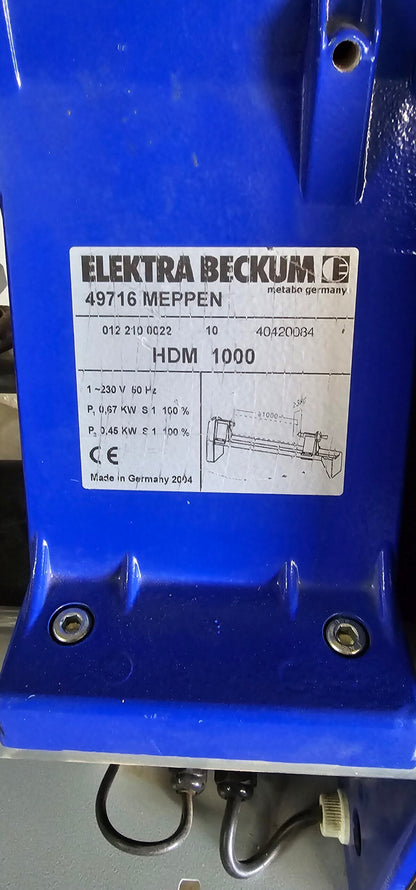 ELEKTRA BECKUM
metabo germany
49716 MEPPEN
012 210 0022 10 40420084
HDM 1000
1~230 V 50 Hz
P₁ 0,67 KW S 1 100 %
P₂ 0,45 KW S 1 100 %
CE
Made in Germany 2004